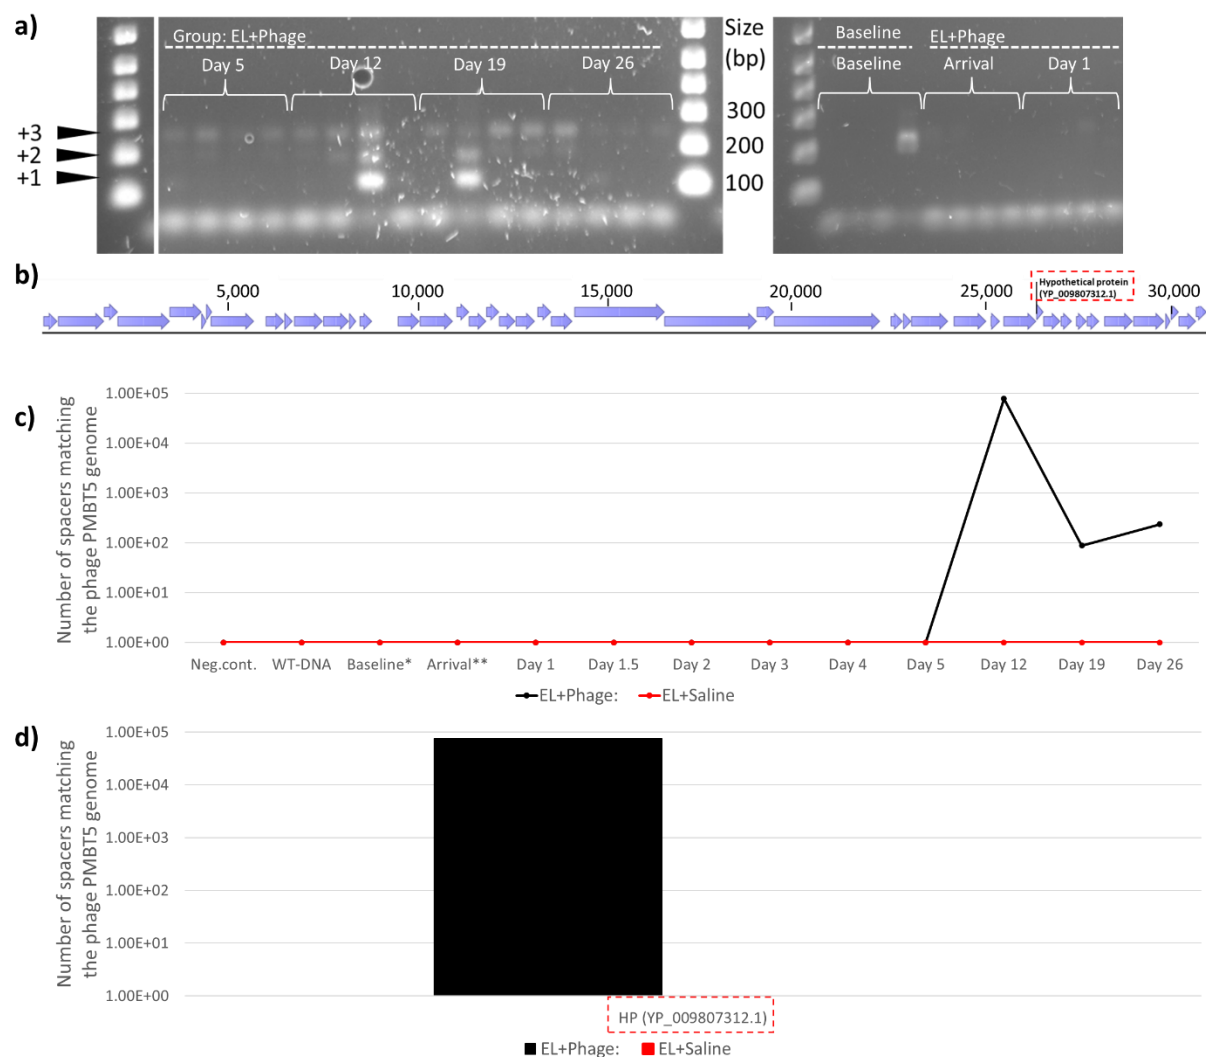 a)
Group: EL+Phage
Day 5
Day 12
Day 19
Day 26
+3
+2
+1
Size
(bp)
300
200
100
Baseline
EL+Phage
Baseline
Arrival
Day 1
b)
5,000
10,000
15,000
20,000
25,000
30,000
Hypothetical protein
(YP_009807312.1)
c)
Number of spacers matching
the phage PMBT5 genome
1.00E+05
1.00E+04
1.00E+03
1.00E+02
1.00E+01
1.00E+00
Neg.cont.
WT-DNA
Baseline*
Arrival**
Day 1
Day 1.5
Day 2
Day 3
Day 4
Day 5
Day 12
Day 19
Day 26
EL+Phage:
EL+Saline
d)
Number of spacers matching
the phage PMBT5 genome
1.00E+05
1.00E+04
1.00E+03
1.00E+02
1.00E+01
1.00E+00
HP (YP_009807312.1)
EL+Phage:
EL+Saline